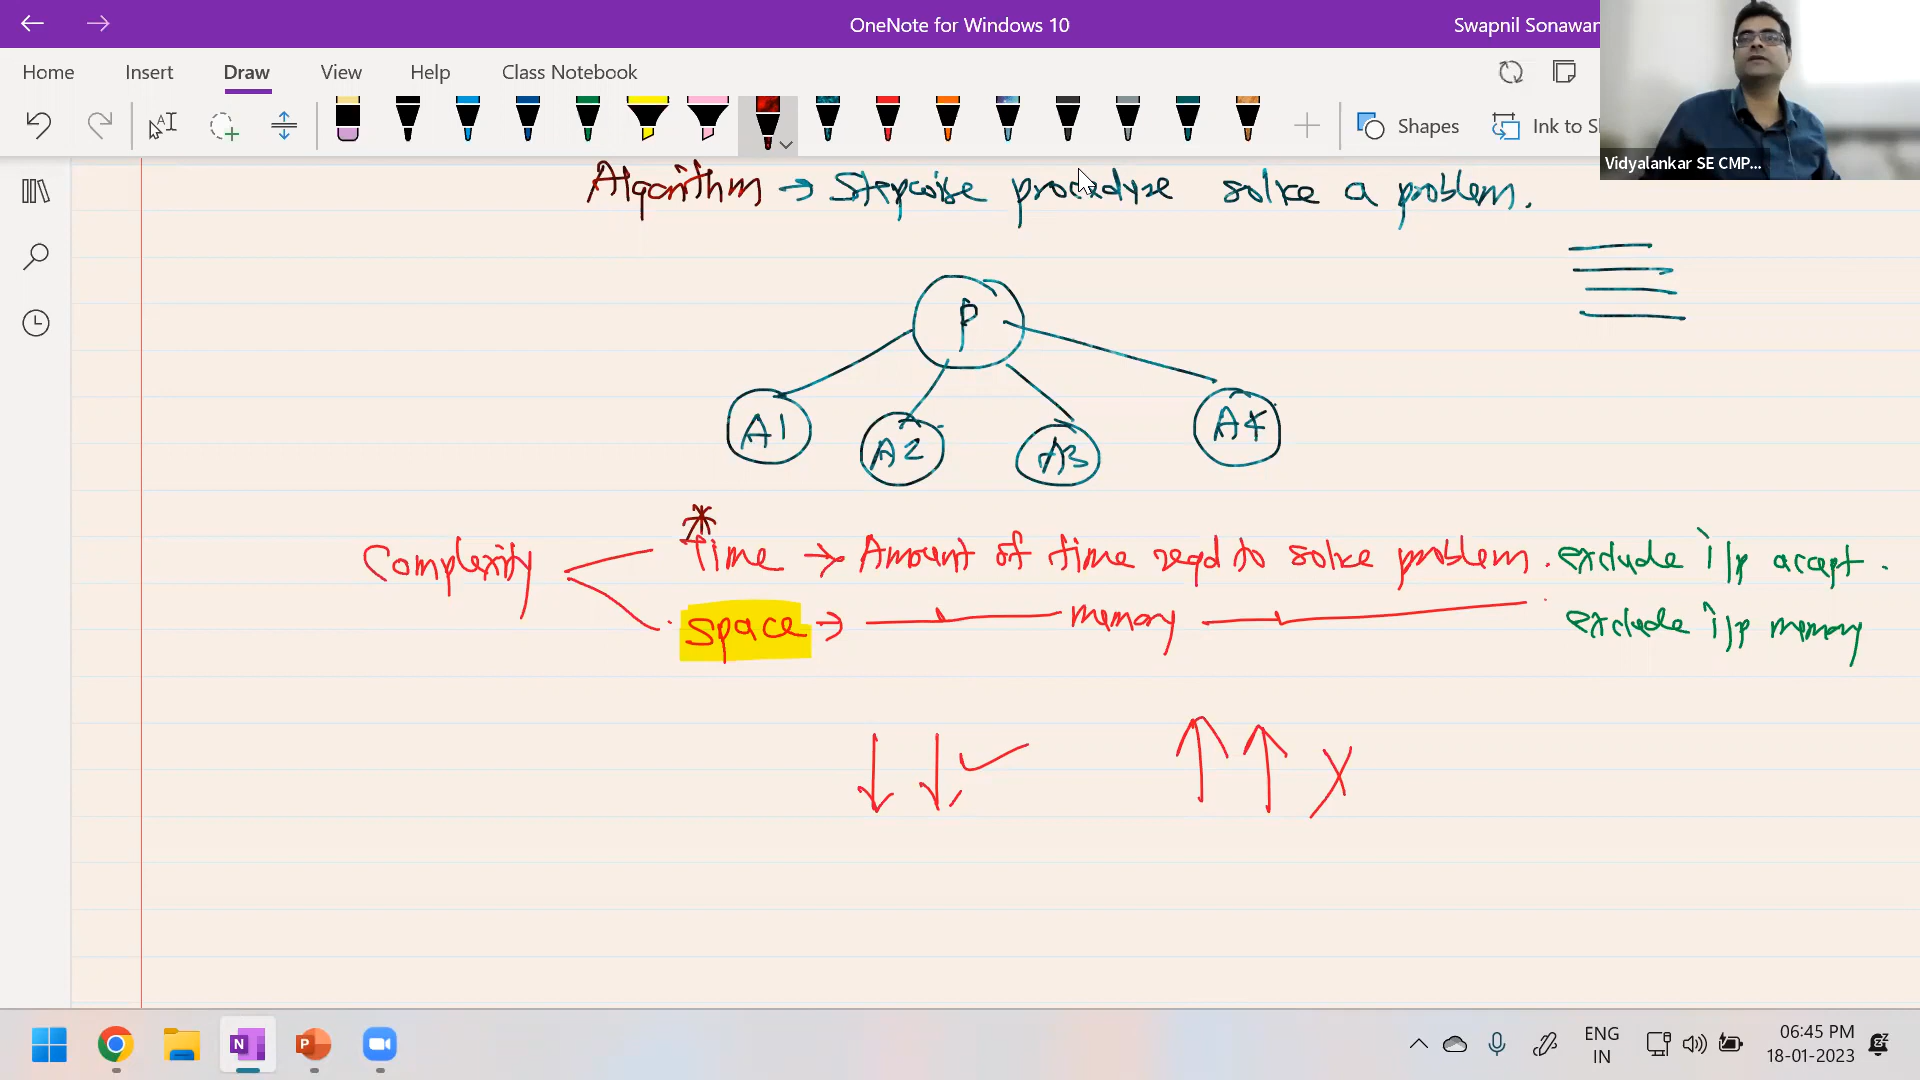 OneNote for Windows 10
Swapnil Sonawar
Home Insert Draw View Help Class Notebook
Shapes Ink to S
Vidyalankar SE CMP...
Algorithm → Stepwise procedure solve a problem.
P
A1 A2 A3 A4
*
Complexity
Time → Amount of time reqd to solve problem. exclude i/p accept.
space → memory exclude i/p memory
↓ ↓ ✓ ↑ ↑ X
ENG
IN
06:45 PM
18-01-2023